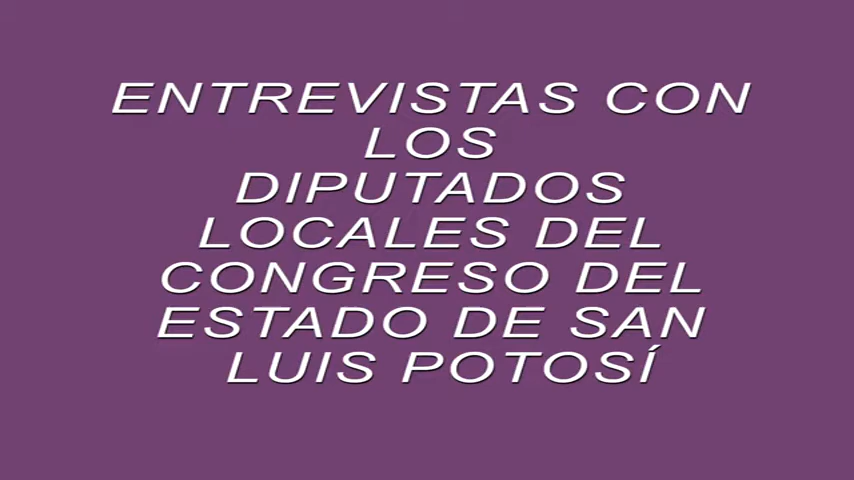 ENTREVISTAS CON
LOS
DIPUTADOS
LOCALES DEL
CONGRESO DEL
ESTADO DE SAN
LUIS POTOSÍ